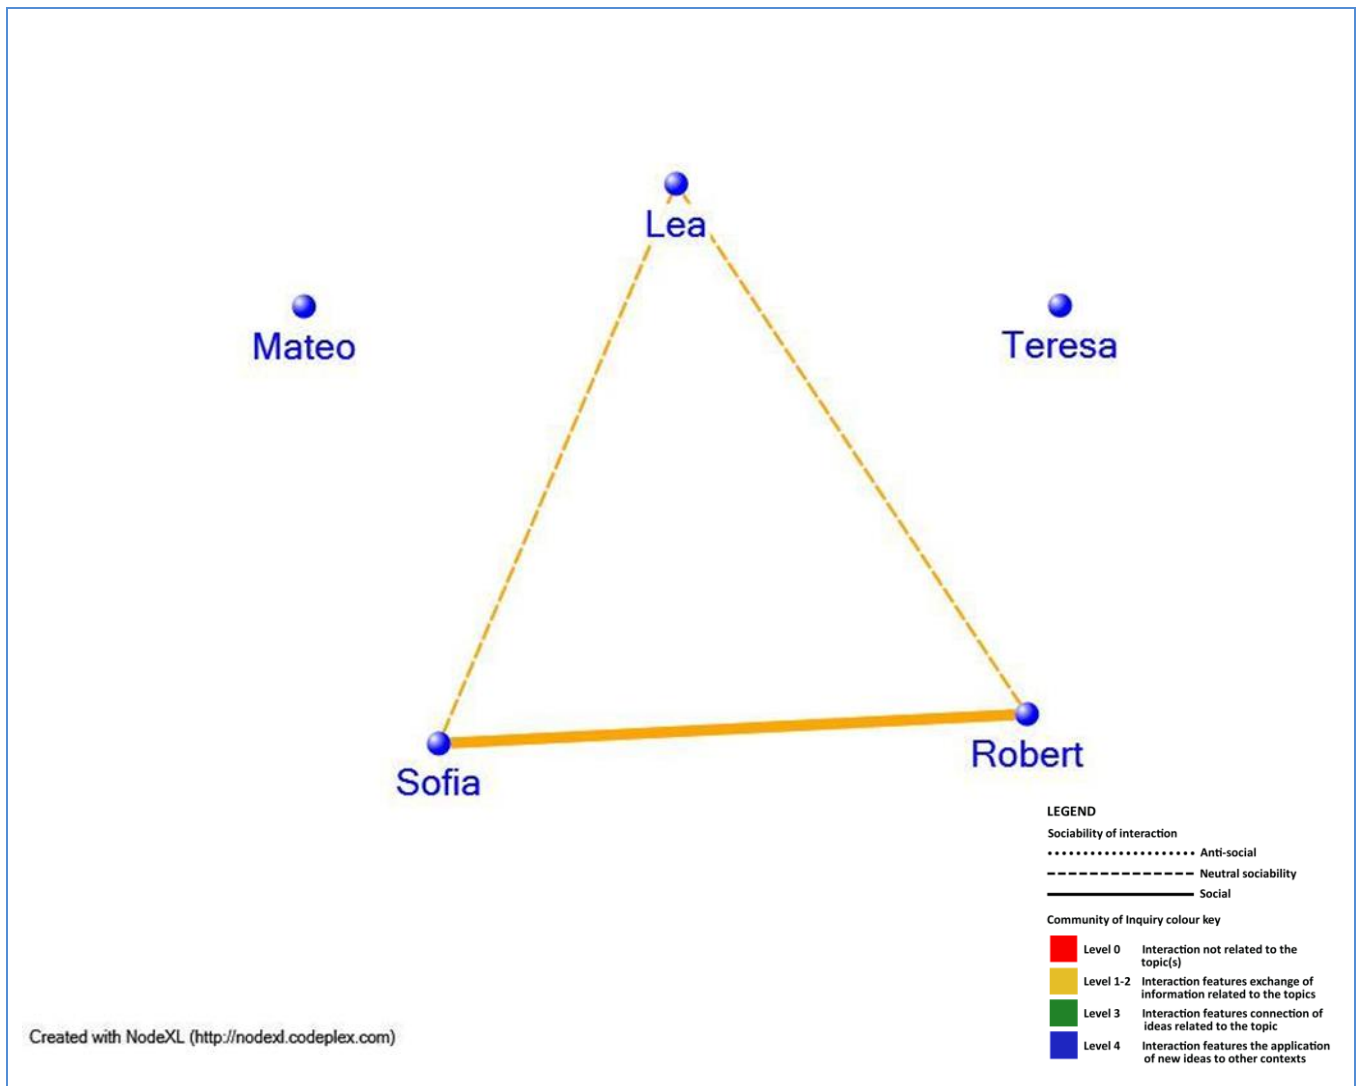 Lea
Mateo
Teresa
Sofia
Robert
LEGEND
Sociability of interaction
Anti-social
Neutral sociability
Social
Community of Inquiry colour key
Level 0 Interaction not related to the
topic(s)
Level 1-2 Interaction features exchange of
information related to the topics
Level 3 Interaction features connection of
ideas related to the topic
Level 4 Interaction features the application
of new ideas to other contexts
Created with NodeXL (http://nodexl.codeplex.com)